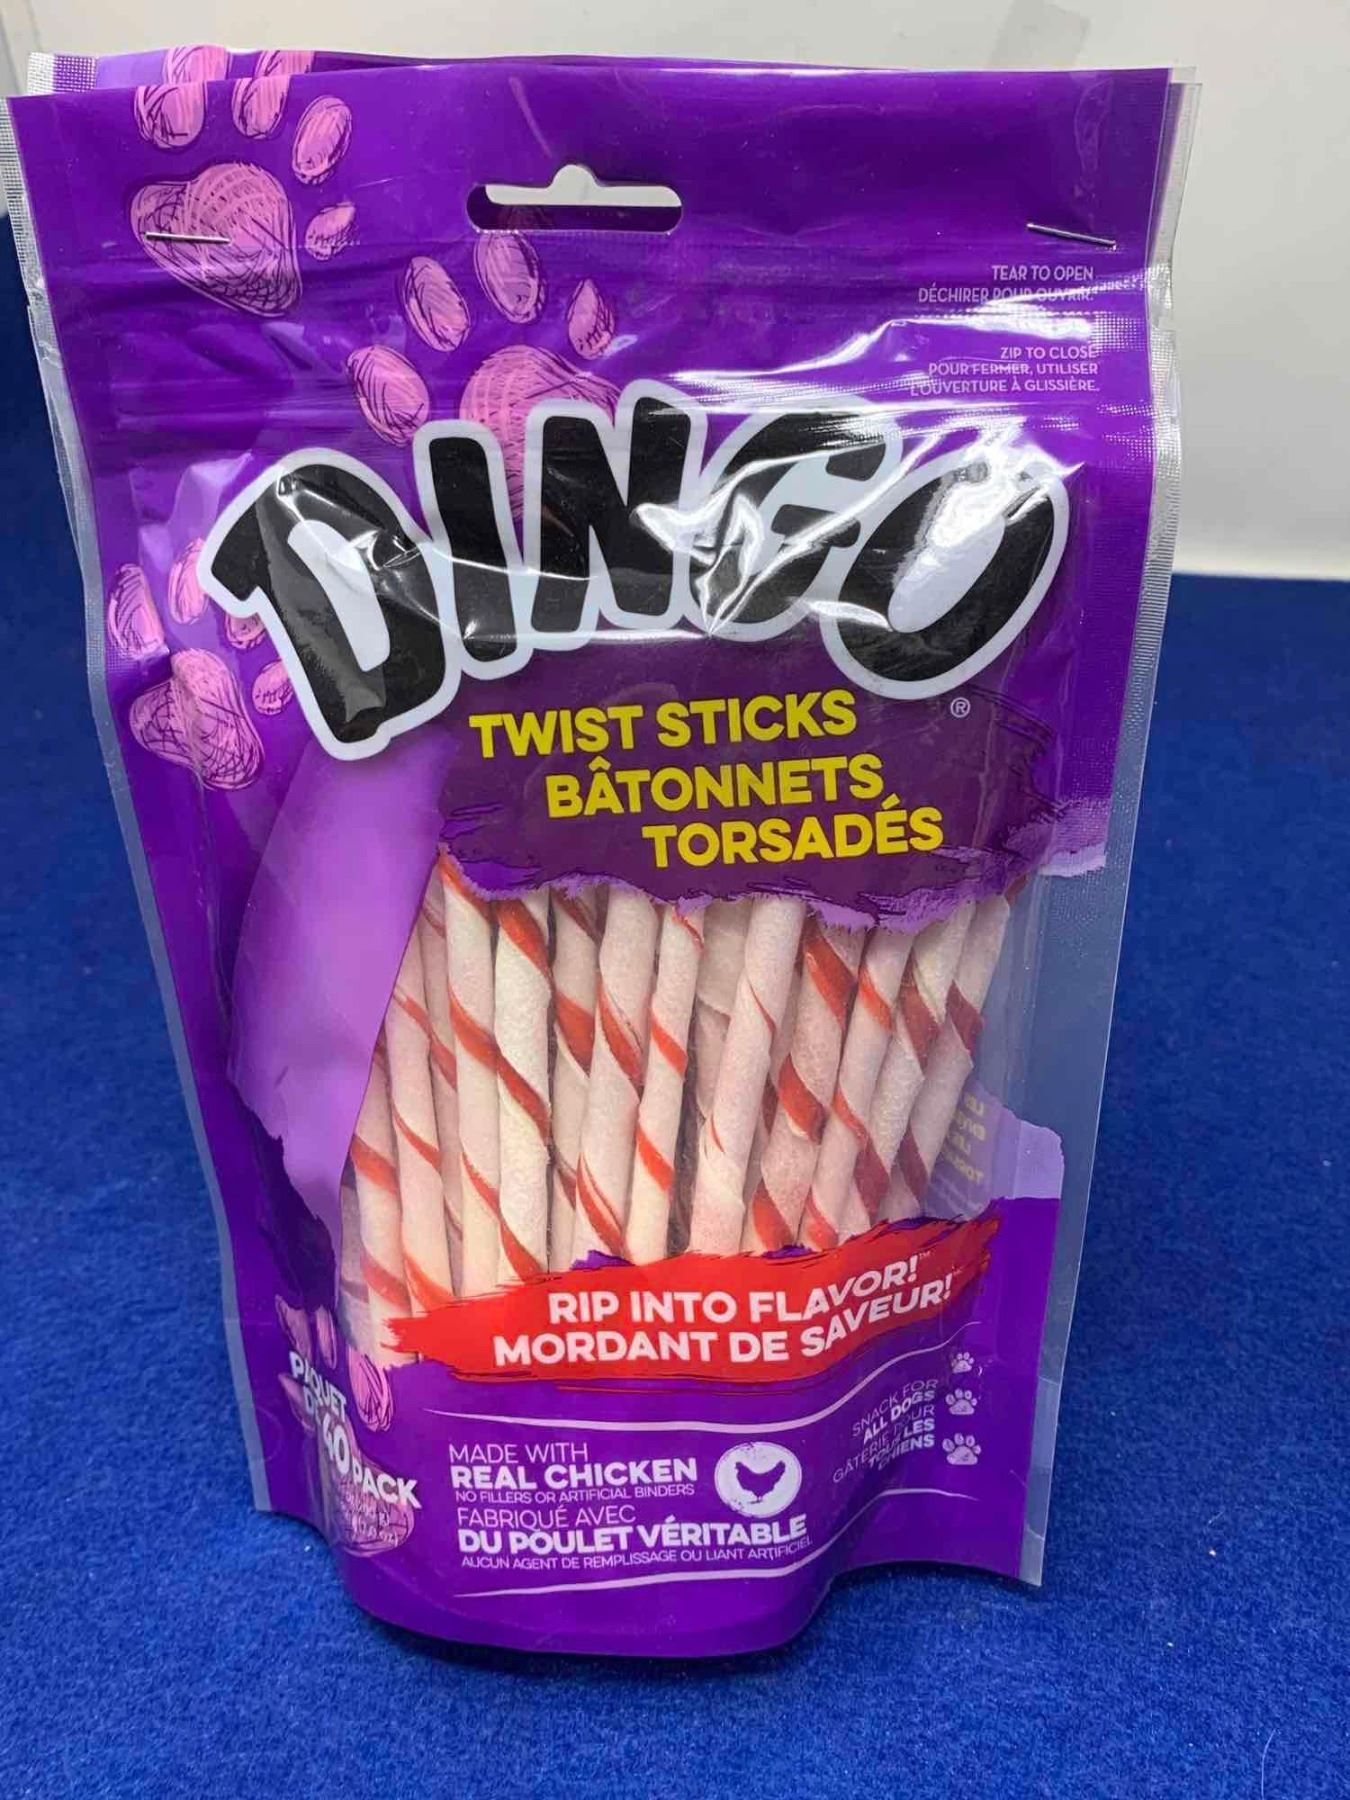 TEAR TO OPEN
DÉCHIRER POUR OUVRIR.
ZIP TO CLOSE
POUR FERMER, UTILISER
L'OUVERTURE À GLISSIÈRE.
DINGO
®
TWIST STICKS
BÂTONNETS
TORSADÉS
RIP INTO FLAVOR!™
MORDANT DE SAVEUR!
PAQUET
DE
40 PACK
MADE WITH
REAL CHICKEN
NO FILLERS OR ARTIFICIAL BINDERS
FABRIQUÉ AVEC
DU POULET VÉRITABLE
AUCUN AGENT DE REMPLISSAGE OU LIANT ARTIFICIEL
SNACK FOR
ALL DOGS
GÂTERIE POUR
TOUS LES
CHIENS